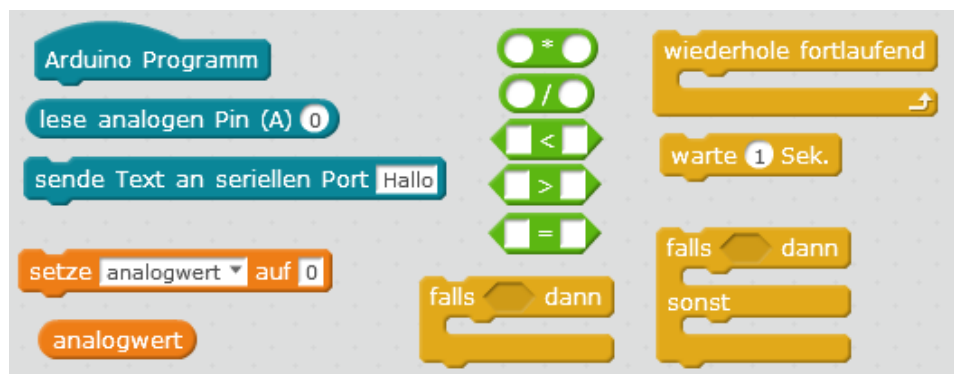 Arduino Programm
lese analogen Pin (A) 0
sende Text an seriellen Port Hallo
setze analogwert auf 0
analogwert
*
/
<
>
=
falls dann
wiederhole fortlaufend
warte 1 Sek.
falls dann
sonst